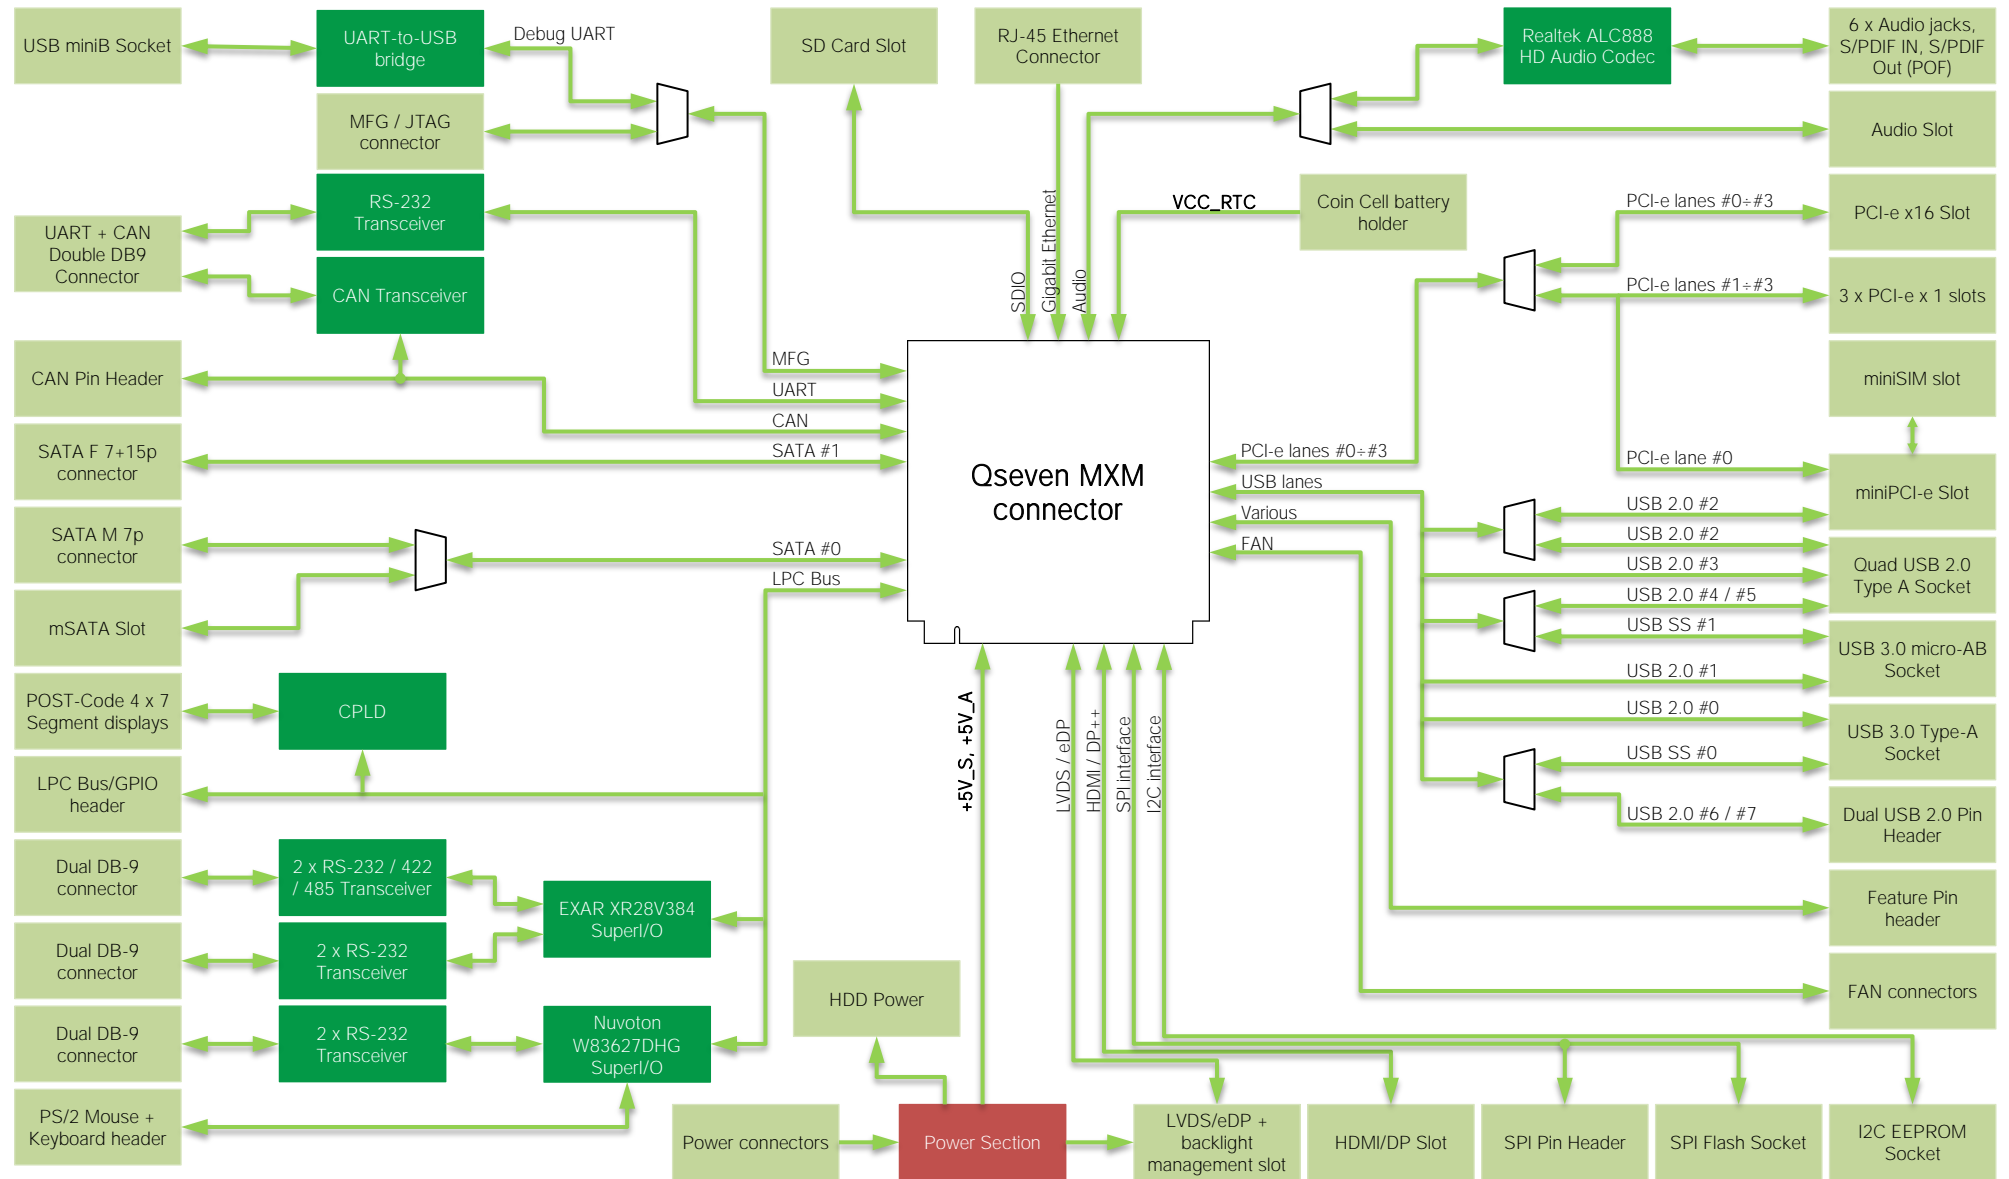 USB miniB Socket
UART-to-USB
bridge
Debug UART
SD Card Slot
RJ-45 Ethernet
Connector
Realtek ALC888
HD Audio Codec
6 x Audio jacks,
S/PDIF IN, S/PDIF
Out (POF)
MFG / JTAG
connector
Audio Slot
RS-232
Transceiver
UART + CAN
Double DB9
Connector
CAN Transceiver
VCC_RTC
Coin Cell battery
holder
PCI-e lanes #0÷#3
PCI-e x16 Slot
PCI-e lanes #1÷#3
3 x PCI-e x 1 slots
SDIO
Gigabit Ethernet
Audio
CAN Pin Header
MFG
UART
CAN
SATA #1
miniSIM slot
SATA F 7+15p
connector
Qseven MXM
connector
PCI-e lanes #0÷#3
USB lanes
Various
FAN
PCI-e lane #0
miniPCI-e Slot
USB 2.0 #2
USB 2.0 #2
USB 2.0 #3
USB 2.0 #4 / #5
USB SS #1
USB 2.0 #1
USB 2.0 #0
USB SS #0
USB 2.0 #6 / #7
SATA M 7p
connector
SATA #0
LPC Bus
Quad USB 2.0
Type A Socket
mSATA Slot
USB 3.0 micro-AB
Socket
POST-Code 4 x 7
Segment displays
CPLD
USB 3.0 Type-A
Socket
+5V_S, +5V_A
LVDS / eDP
HDMI / DP++
SPI interface
I2C interface
LPC Bus/GPIO
header
Dual USB 2.0 Pin
Header
Dual DB-9
connector
2 x RS-232 / 422
/ 485 Transceiver
EXAR XR28V384
SuperI/O
Feature Pin
header
Dual DB-9
connector
2 x RS-232
Transceiver
HDD Power
FAN connectors
Dual DB-9
connector
2 x RS-232
Transceiver
Nuvoton
W83627DHG
SuperI/O
PS/2 Mouse +
Keyboard header
Power connectors
Power Section
LVDS/eDP +
backlight
management slot
HDMI/DP Slot
SPI Pin Header
SPI Flash Socket
I2C EEPROM
Socket